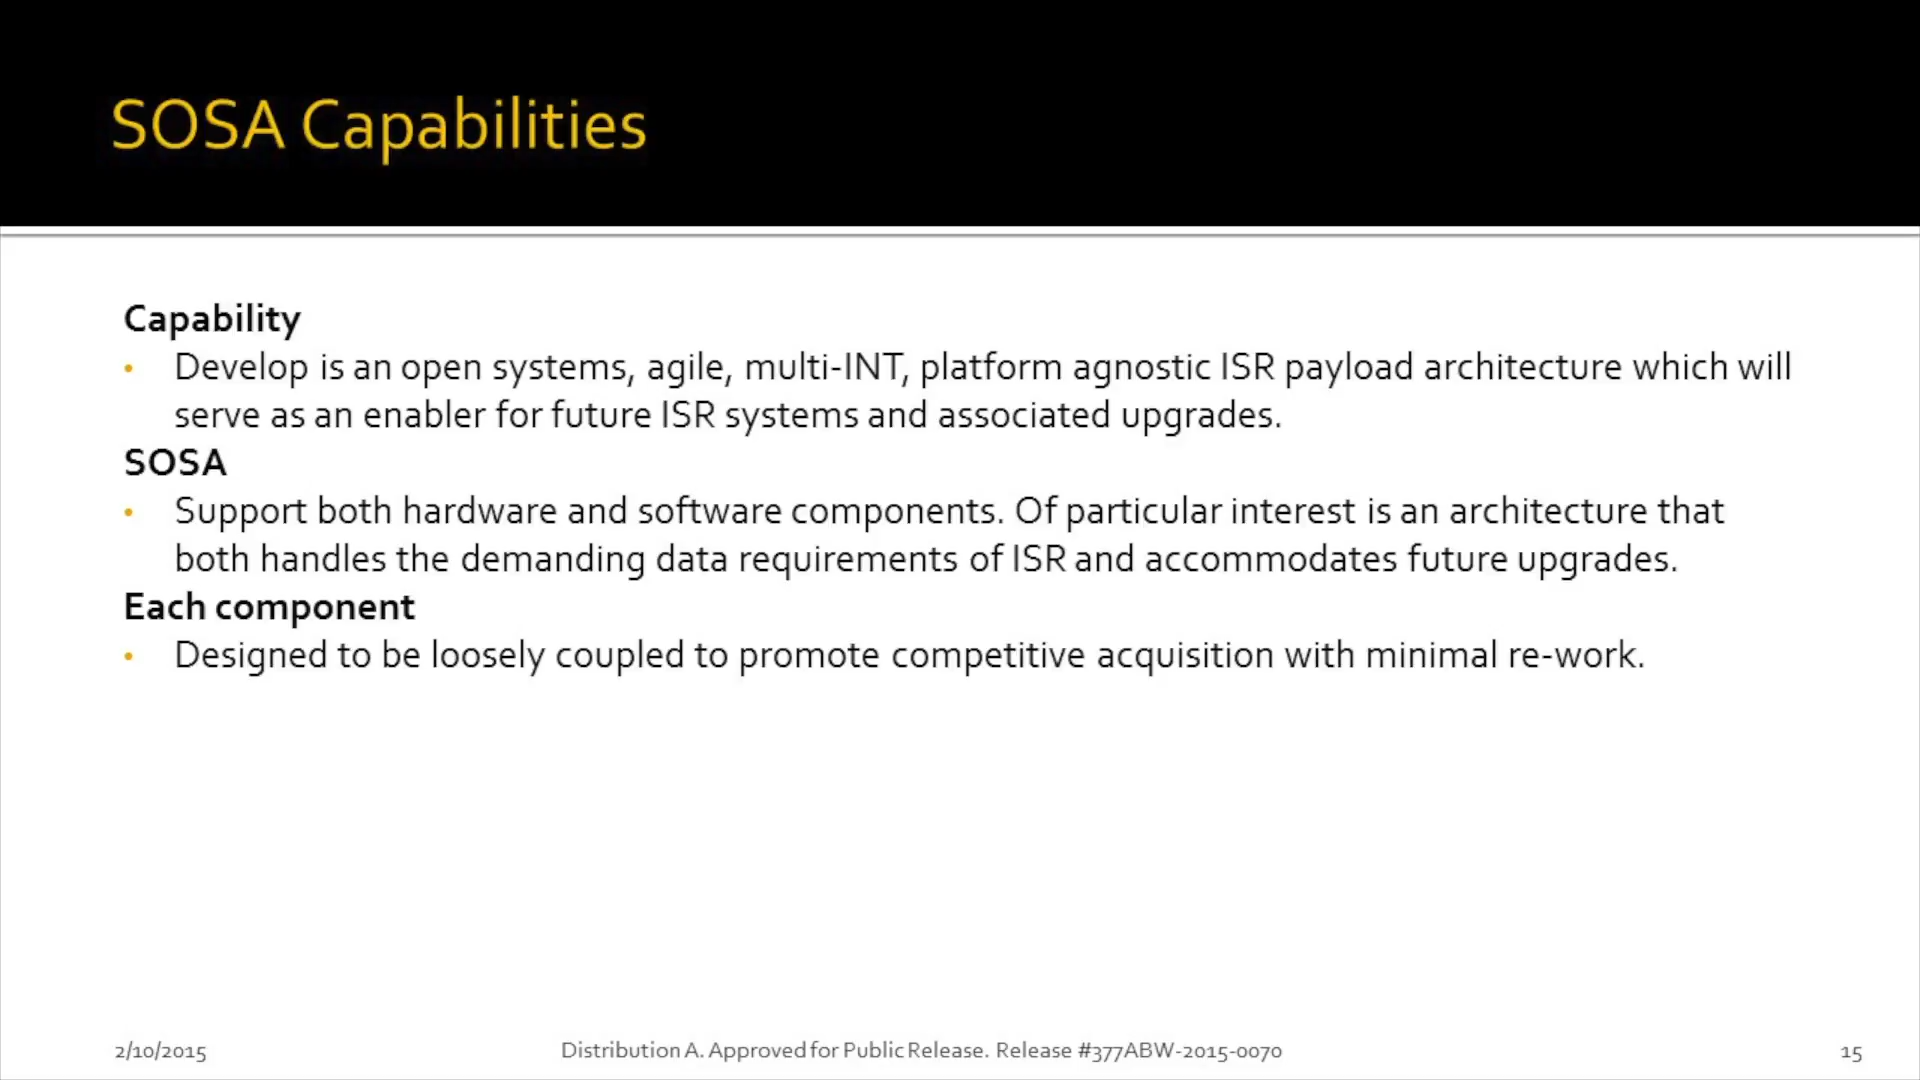 SOSA Capabilities
Capability
• Develop is an open systems, agile, multi-INT, platform agnostic ISR payload architecture which will
serve as an enabler for future ISR systems and associated upgrades.
SOSA
• Support both hardware and software components. Of particular interest is an architecture that
both handles the demanding data requirements of ISR and accommodates future upgrades.
Each component
• Designed to be loosely coupled to promote competitive acquisition with minimal re-work.
2/10/2015 Distribution A. Approved for Public Release. Release #377ABW-2015-0070 15